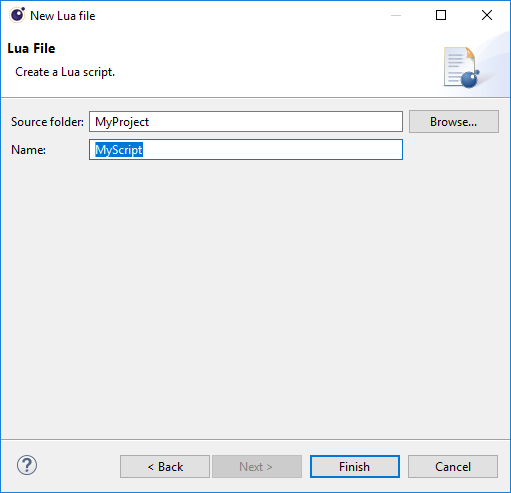 New Lua file
Lua File
Create a Lua script.
Source folder: MyProject Browse...
Name: MyScript
? < Back Next > Finish Cancel